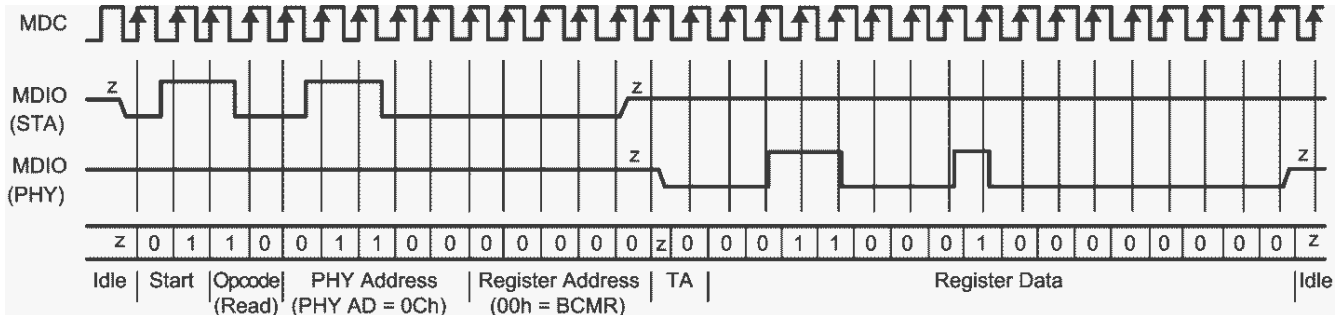 MDC
z z
MDIO
(STA)
MDIO z z
(PHY)
z 0 1 1 0 0 1 1 0 0 0 0 0 0 0 z 0 0 0 1 1 0 0 0 1 0 0 0 0 0 0 0 0 z
Idle Start Opcode PHY Address Register Address TA Register Data Idle
(Read) (PHY AD = 0Ch) (00h = BCMR)